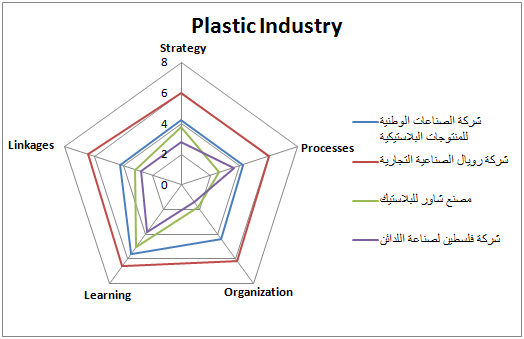 Plastic Industry
Strategy
8
6
4
2
0
Processes
Organization
Learning
Linkages
شركة الصناعات الوطنية
للمنتوجات البلاستيكية
شركة رويال الصناعية التجارية
مصنع شاور للبلاستيك
شركة فلسطين لصناعة اللدائن